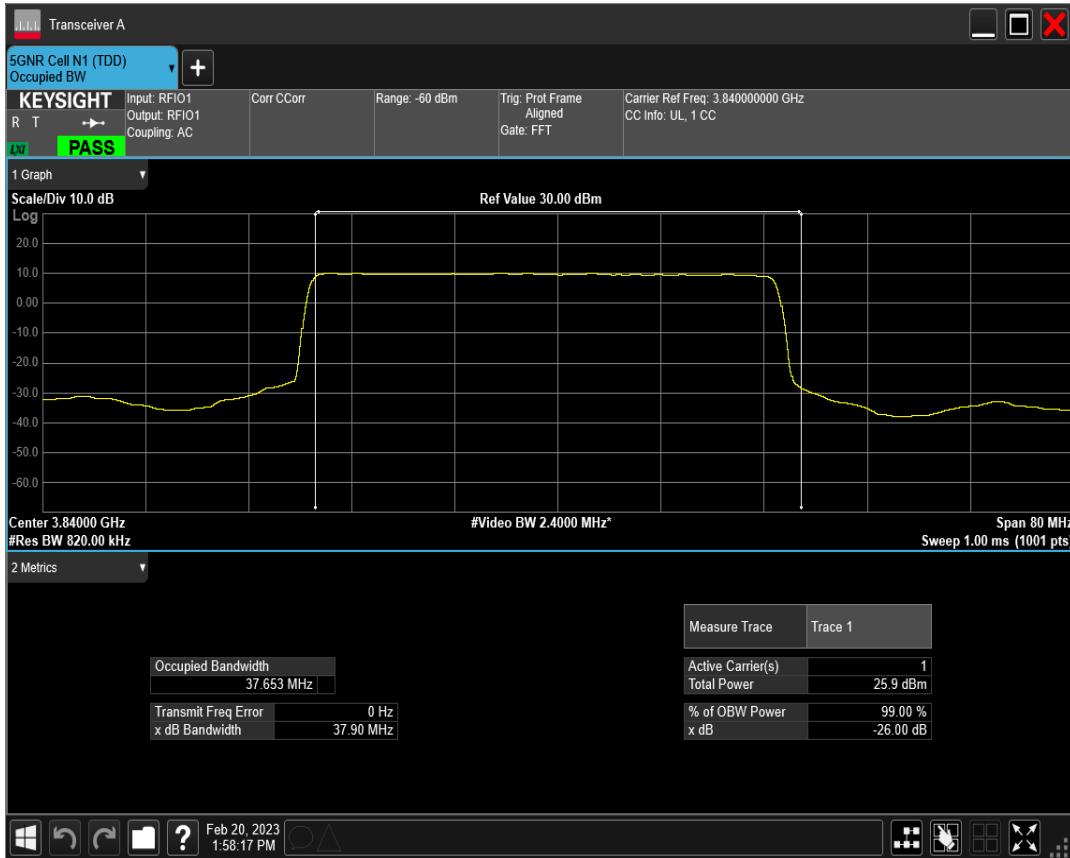 Transceiver A
5GNR Cell N1 (TDD)
Occupied BW
+
KEYSIGHT
R T
LXI
PASS
Input: RFIO1
Output: RFIO1
Coupling: AC
Corr CCorr
Range: -60 dBm
Trig: Prot Frame
Aligned
Gate: FFT
Carrier Ref Freq: 3.840000000 GHz
CC Info: UL, 1 CC
1 Graph
Scale/Div 10.0 dB
Ref Value 30.00 dBm
Log
20.0
10.0
0.00
-10.0
-20.0
-30.0
-40.0
-50.0
-60.0
Center 3.84000 GHz
#Video BW 2.4000 MHz*
Span 80 MHz
#Res BW 820.00 kHz
Sweep 1.00 ms (1001 pts)
2 Metrics
Measure Trace Trace 1
Occupied Bandwidth
37.653 MHz
Active Carrier(s) 1
Total Power 25.9 dBm
Transmit Freq Error 0 Hz
x dB Bandwidth 37.90 MHz
% of OBW Power 99.00 %
x dB -26.00 dB
?
Feb 20, 2023
1:58:17 PM